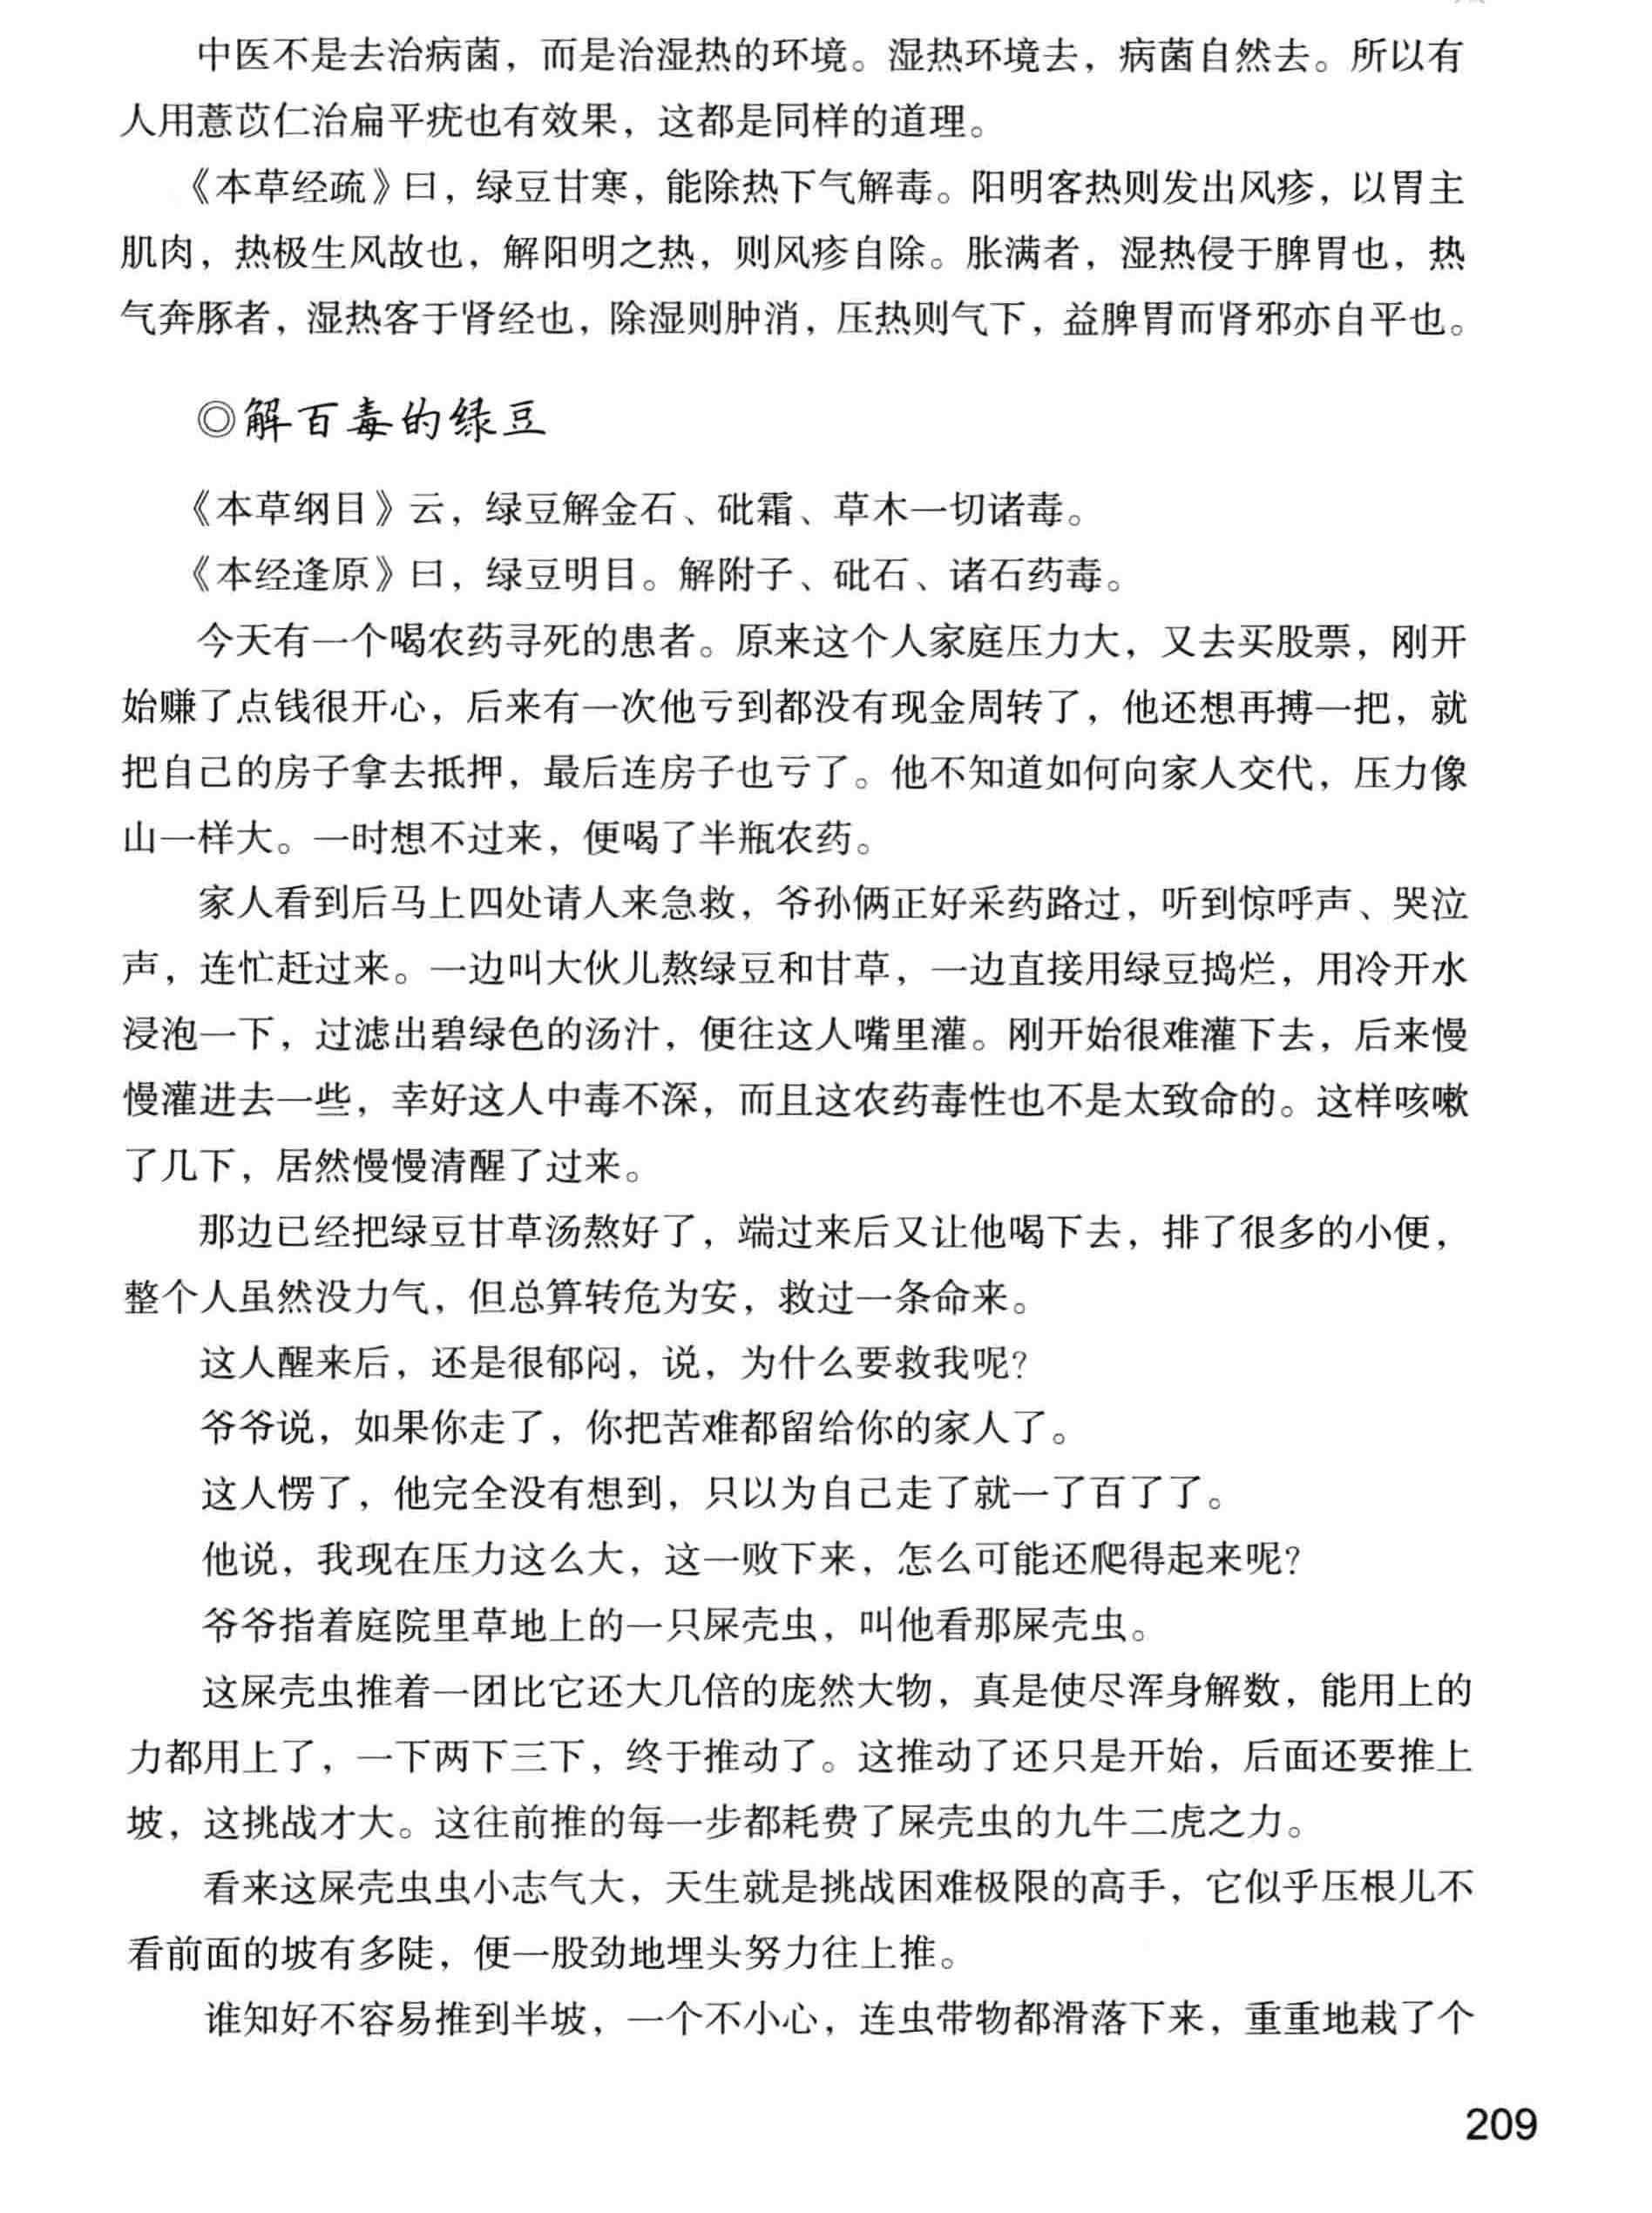 中医不是去治病菌，而是治湿热的环境。湿热环境去，病菌自然去。所以有
人用薏苡仁治扁平疣也有效果，这都是同样的道理。
《本草经疏》曰，绿豆甘寒，能除热下气解毒。阳明客热则发出风疹，以胃主
肌肉，热极生风故也，解阳明之热，则风疹自除。胀满者，湿热侵于脾胃也，热
气奔豚者，湿热客于肾经也，除湿则肿消，压热则气下，益脾胃而肾邪亦自平也。
◎解百毒的绿豆
《本草纲目》云，绿豆解金石、砒霜、草木一切诸毒。
《本经逢原》曰，绿豆明目。解附子、砒石、诸石药毒。
今天有一个喝农药寻死的患者。原来这个人家庭压力大，又去买股票，刚开
始赚了点钱很开心，后来有一次他亏到都没有现金周转了，他还想再搏一把，就
把自己的房子拿去抵押，最后连房子也亏了。他不知道如何向家人交代，压力像
山一样大。一时想不过来，便喝了半瓶农药。
家人看到后马上四处请人来急救，爷孙俩正好采药路过，听到惊呼声、哭泣
声，连忙赶过来。一边叫大伙儿熬绿豆和甘草，一边直接用绿豆捣烂，用冷开水
浸泡一下，过滤出碧绿色的汤汁，便往这人嘴里灌。刚开始很难灌下去，后来慢
慢灌进去一些，幸好这人中毒不深，而且这农药毒性也不是太致命的。这样咳嗽
了几下，居然慢慢清醒了过来。
那边已经把绿豆甘草汤熬好了，端过来后又让他喝下去，排了很多的小便，
整个人虽然没力气，但总算转危为安，救过一条命来。
这人醒来后，还是很郁闷，说，为什么要救我呢?
爷爷说，如果你走了，你把苦难都留给你的家人了。
这人愣了，他完全没有想到，只以为自己走了就一了百了了。
他说，我现在压力这么大，这一败下来，怎么可能还爬得起来呢?
爷爷指着庭院里草地上的一只屎壳虫，叫他看那屎壳虫。
这屎壳虫推着一团比它还大几倍的庞然大物，真是使尽浑身解数，能用上的
力都用上了，一下两下三下，终于推动了。这推动了还只是开始，后面还要推上
坡，这挑战才大。这往前推的每一步都耗费了屎壳虫的九牛二虎之力。
看来这屎壳虫虫小志气大，天生就是挑战困难极限的高手，它似乎压根儿不
看前面的坡有多陡，便一股劲地埋头努力往上推。
谁知好不容易推到半坡，一个不小心，连虫带物都滑落下来，重重地栽了个
209